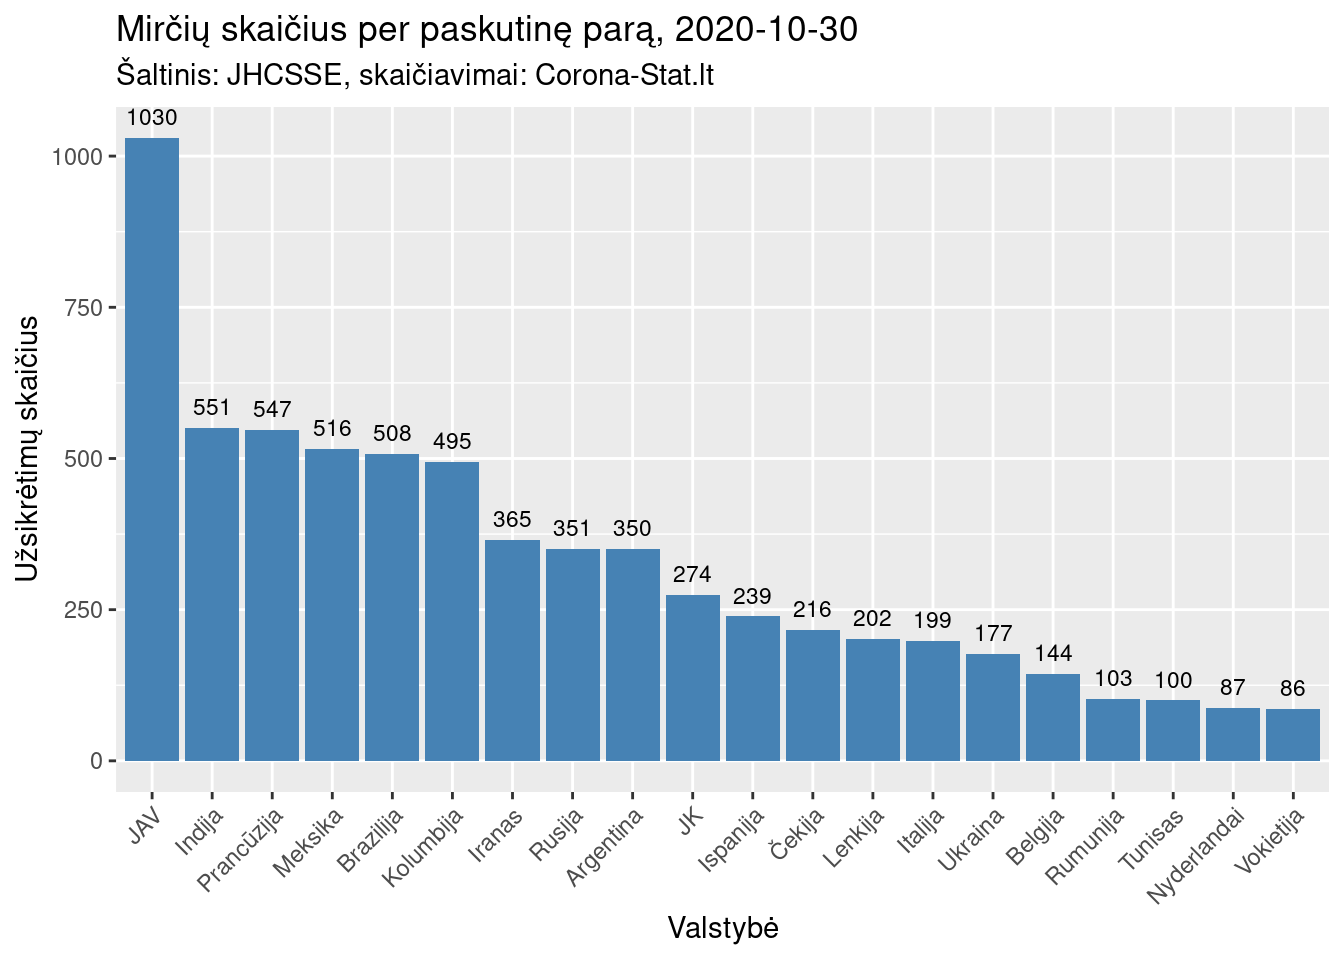 Mirčių skaičius per paskutinę parą, 2020-10-30
Šaltinis: JHCSSE, skaičiavimai: Corona-Stat.lt
Užsikrėtimų skaičius
1000
750
500
250
0
1030
551
547
516
508
495
365
351
350
274
239
216
202
199
177
144
103
100
87
86
JAV
Indija
Prancūzija
Meksika
Brazilija
Kolumbija
Iranas
Rusija
Argentina
JK
Ispanija
Čekija
Lenkija
Italija
Ukraina
Belgija
Rumunija
Tunisas
Nyderlandai
Vokietija
Valstybė